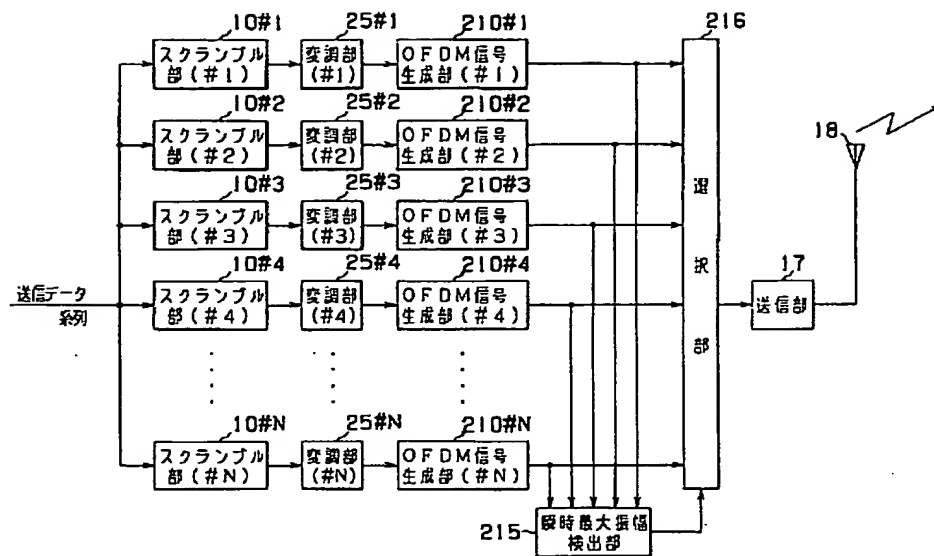 10#1
25#1
210#1
216
スクランブル
部(#1)
変調部
(#1)
OFDM信号
生成部(#1)
10#2
25#2
210#2
スクランブル
部(#2)
変調部
(#2)
OFDM信号
生成部(#2)
18
10#3
25#3
210#3
スクランブル
部(#3)
変調部
(#3)
OFDM信号
生成部(#3)
選択部
10#4
25#4
210#4
17
送信データ
系列
スクランブル
部(#4)
変調部
(#4)
OFDM信号
生成部(#4)
送信部
10#N
25#N
210#N
スクランブル
部(#N)
変調部
(#N)
OFDM信号
生成部(#N)
215
瞬時最大振幅
検出部